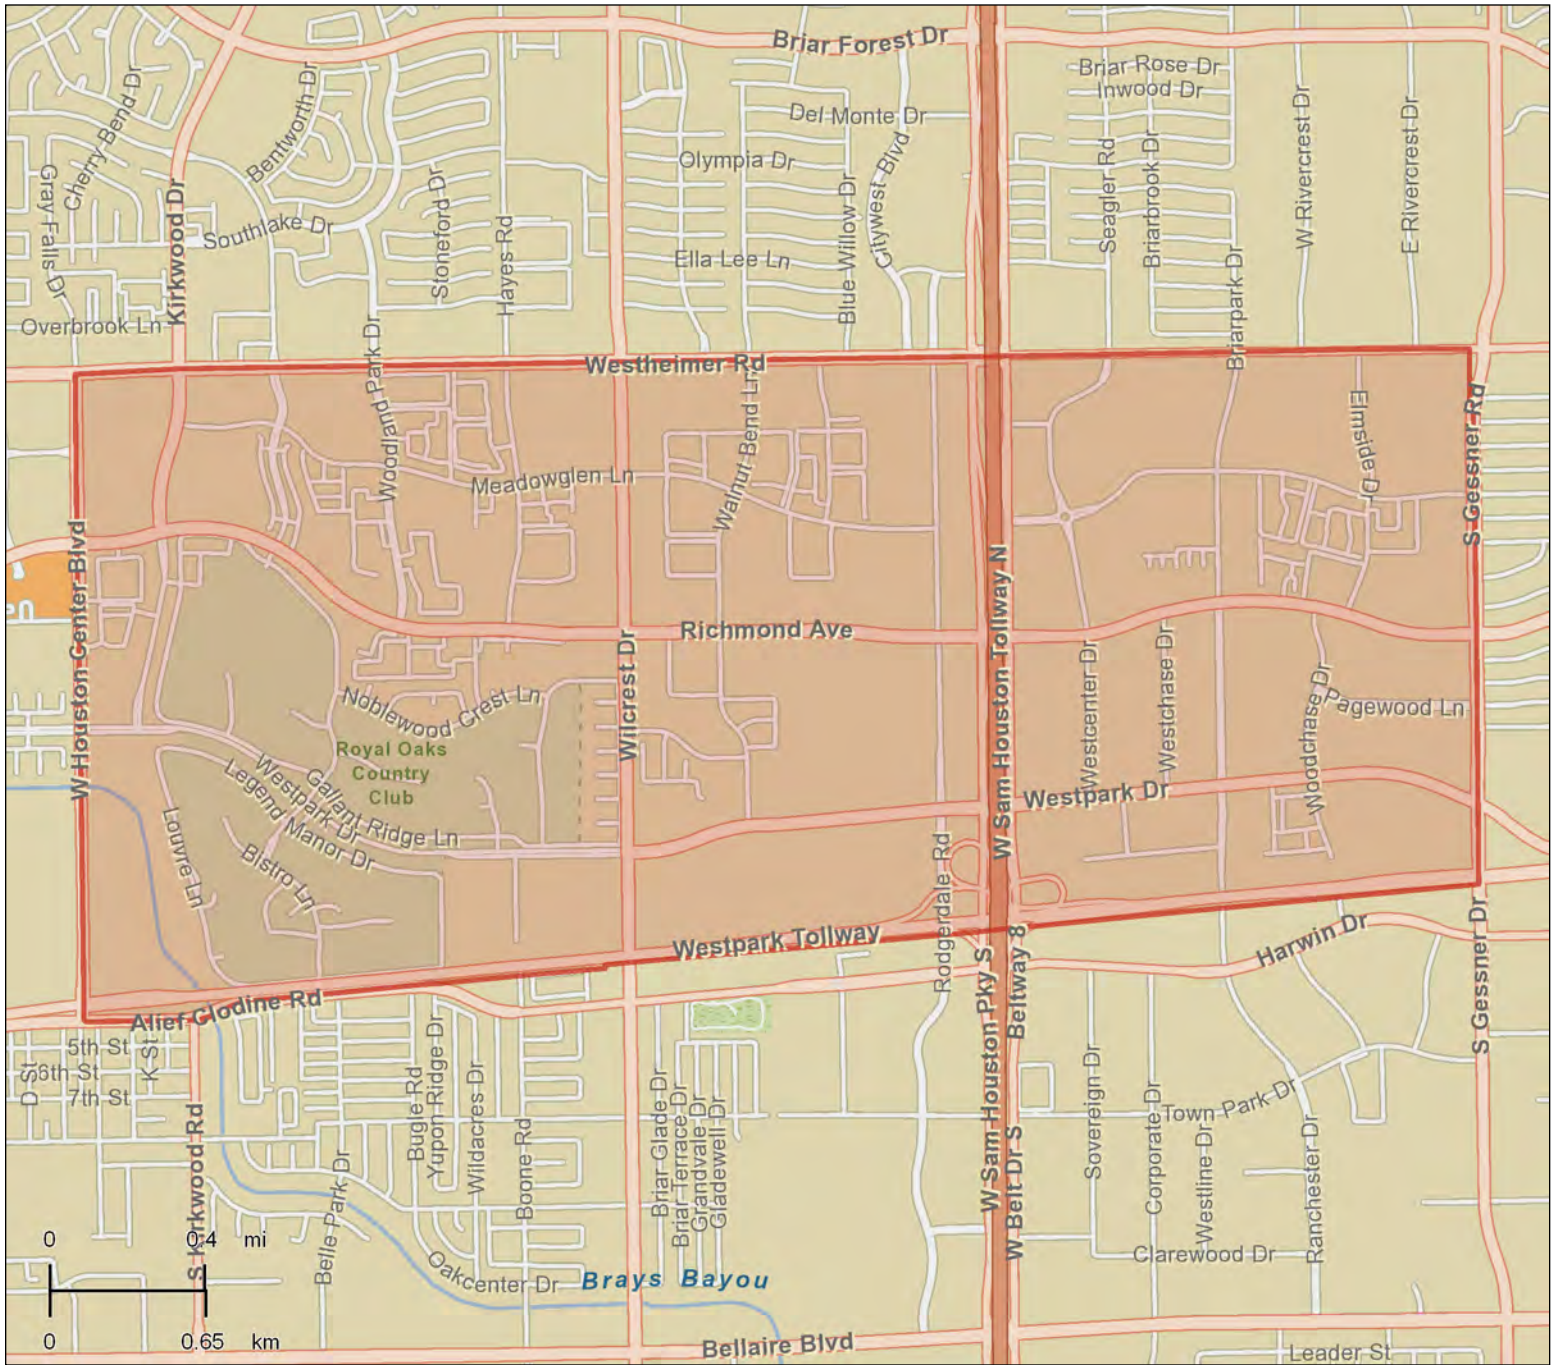 Briar Forest Dr
Briar Rose Dr
Inwood Dr
Cherry Bend Dr
Bentworth Dr
Del Monte Dr
Citywest Blvd
W Rivercrest Dr
E Rivercrest Dr
Olympia Dr
Seagler Rd
Briarbrook Dr
Gray Falls Dr
Kirkwood Dr
Southlake Dr
Stoneford Dr
Hayes Rd
Ella Lee Ln
Blue Willow Dr
Briarpark Dr
Overbrook Ln
Woodland Park Dr
Westheimer Rd
Walnut Bend Ln
Elmside Dr
S Gessner Rd
Meadowglen Ln
W Houston Center Blvd
W Sam Houston Tollway N
Richmond Ave
Wilcrest Dr
Noblewood Crest Ln
Westcenter Dr
Westchase Dr
Woodchase Dr
Pagewood Ln
Royal Oaks
Country
Club
Gallant Ridge Ln
Westpark Dr
Legend Manor Dr
Westpark Dr
Louvre Ln
Bistro Ln
Rodgerdale Rd
Westpark Tollway
Harwin Dr
S Gessner Dr
Alief Clodine Rd
W Sam Houston Pky S
Beltway 8
5th St
K St
6th St
D St
7th St
Bugle Rd
Yupon Ridge Dr
Wildacres Dr
Boone Rd
Briar Glade Dr
Briar Terrace Dr
Grandvale Dr
Gladewell Dr
Sovereign Dr
Corporate Dr
Town Park Dr
Westline Dr
Ranchester Dr
S Kirkwood Rd
Belle Park Dr
W Belt Dr S
Clarewood Dr
Oakcenter Dr
Brays Bayou
0 0.4 mi
0 0.65 km
Bellaire Blvd
Leader St